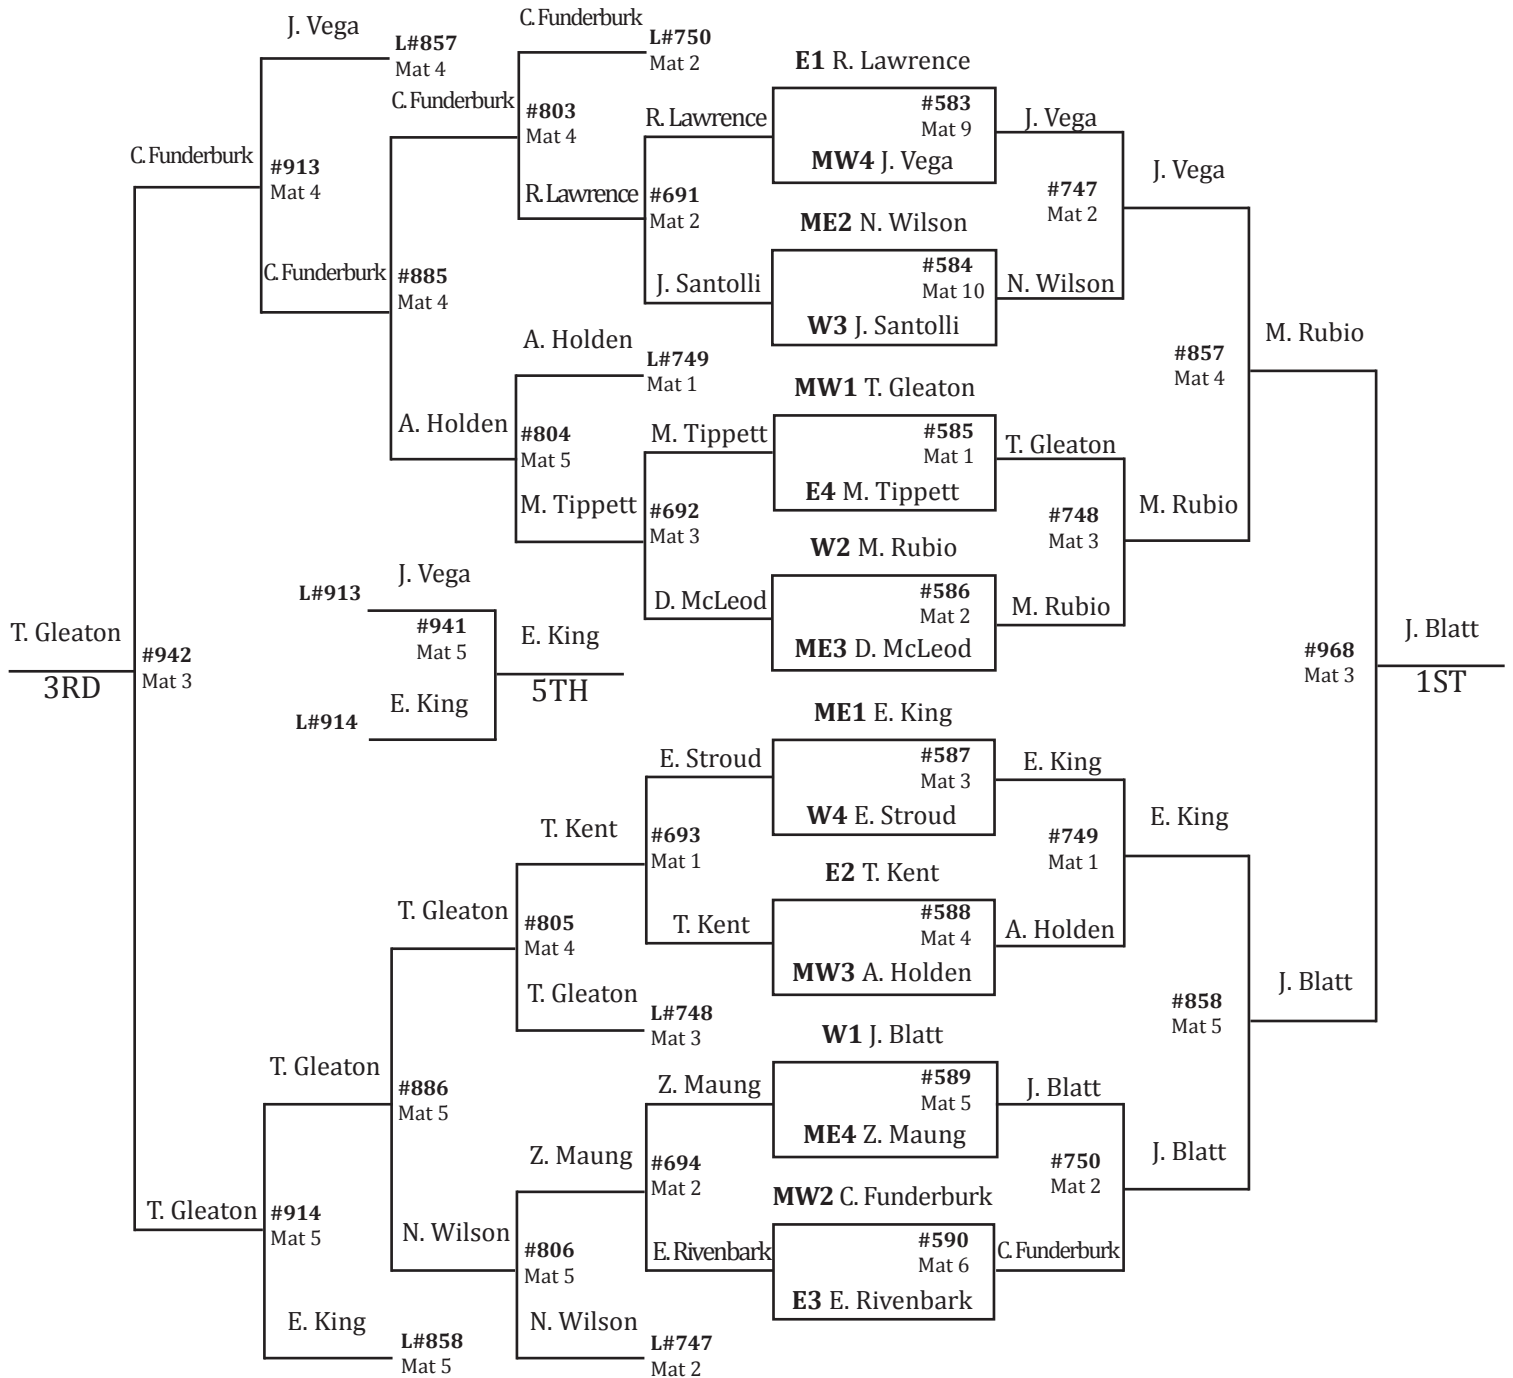 C. Funderburk
J. Vega
L#857
Mat 4
L#750
Mat 2
E1 R. Lawrence
C. Funderburk
#803
Mat 4
R. Lawrence
#583
Mat 9
J. Vega
MW4 J. Vega
C. Funderburk
#913
Mat 4
R. Lawrence
#691
Mat 2
#747
Mat 2
J. Vega
ME2 N. Wilson
C. Funderburk
#885
Mat 4
J. Santolli
#584
Mat 10
N. Wilson
W3 J. Santolli
A. Holden
L#749
Mat 1
#857
Mat 4
M. Rubio
MW1 T. Gleaton
A. Holden
#804
Mat 5
M. Tippett
#585
Mat 1
T. Gleaton
E4 M. Tippett
M. Tippett
#692
Mat 3
#748
Mat 3
M. Rubio
W2 M. Rubio
J. Vega
L#913
D. McLeod
#586
Mat 2
M. Rubio
ME3 D. McLeod
T. Gleaton
3RD
#942
Mat 3
#941
Mat 5
E. King
5TH
E. King
L#914
#968
Mat 3
J. Blatt
1ST
ME1 E. King
E. Stroud
#587
Mat 3
E. King
W4 E. Stroud
T. Kent
#693
Mat 1
#749
Mat 1
E. King
E2 T. Kent
T. Gleaton
#805
Mat 4
T. Kent
#588
Mat 4
A. Holden
MW3 A. Holden
T. Gleaton
L#748
Mat 3
#858
Mat 5
J. Blatt
W1 J. Blatt
T. Gleaton
#886
Mat 5
Z. Maung
#589
Mat 5
J. Blatt
ME4 Z. Maung
Z. Maung
#694
Mat 2
#750
Mat 2
J. Blatt
MW2 C. Funderburk
T. Gleaton
#914
Mat 5
N. Wilson
#806
Mat 5
E. Rivenbark
#590
Mat 6
C. Funderburk
E3 E. Rivenbark
E. King
L#858
Mat 5
N. Wilson
L#747
Mat 2